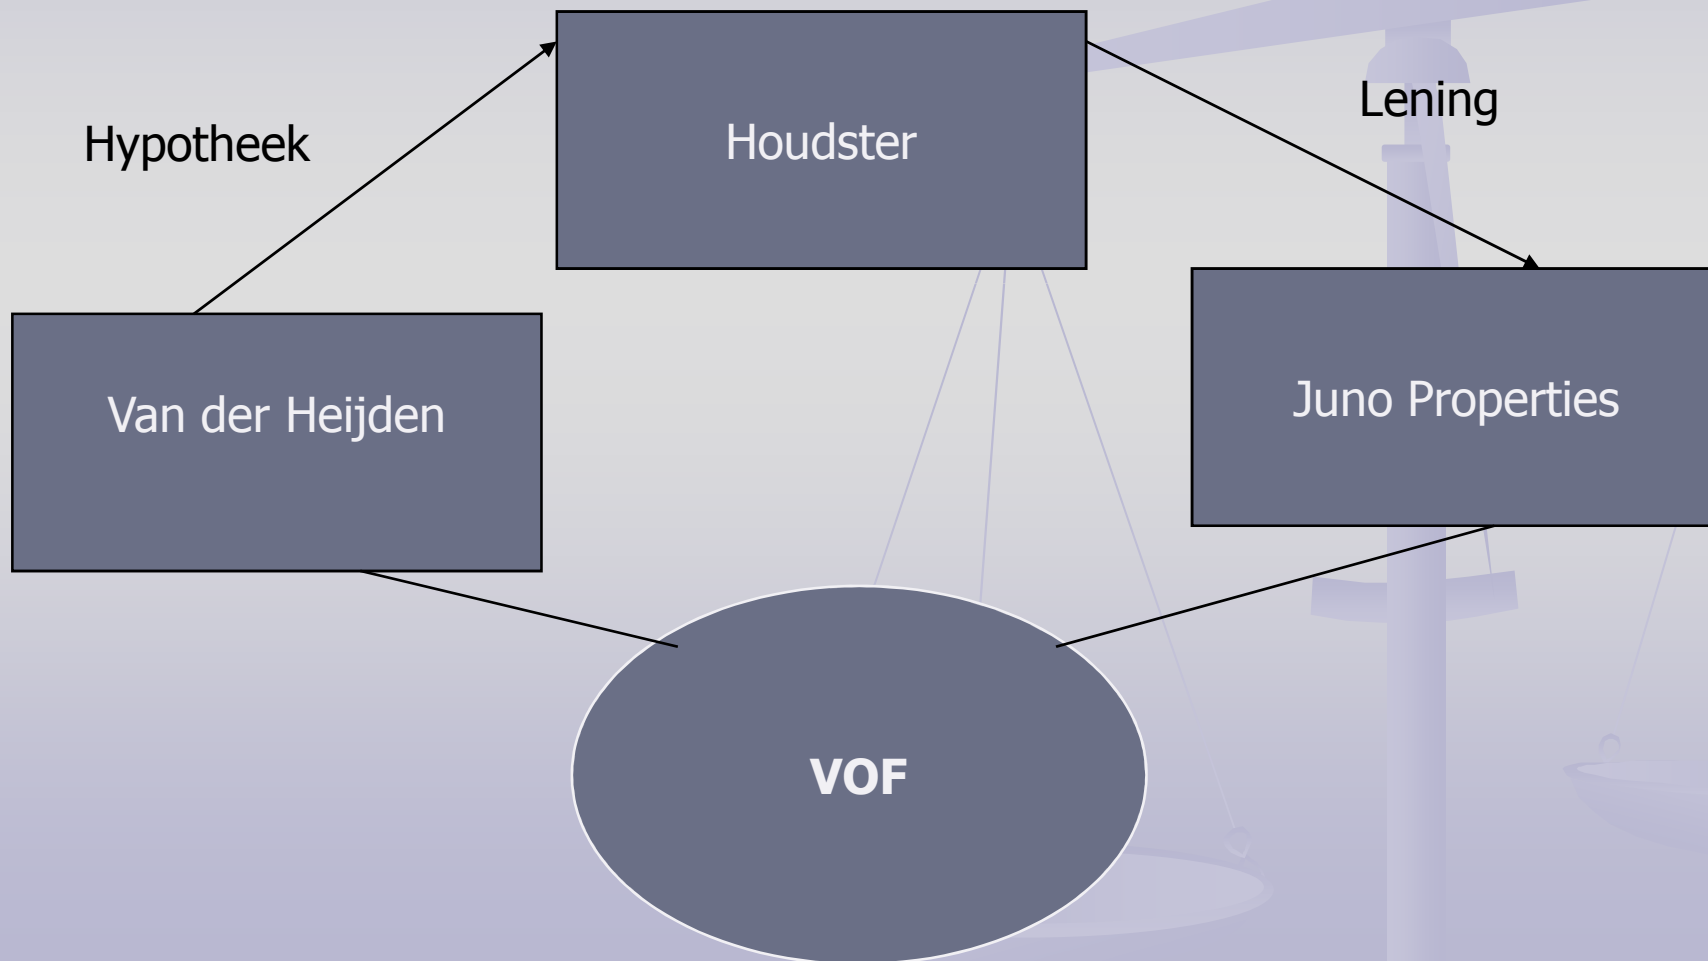 Hypotheek
Houdster
Lening
Van der Heijden
Juno Properties
VOF